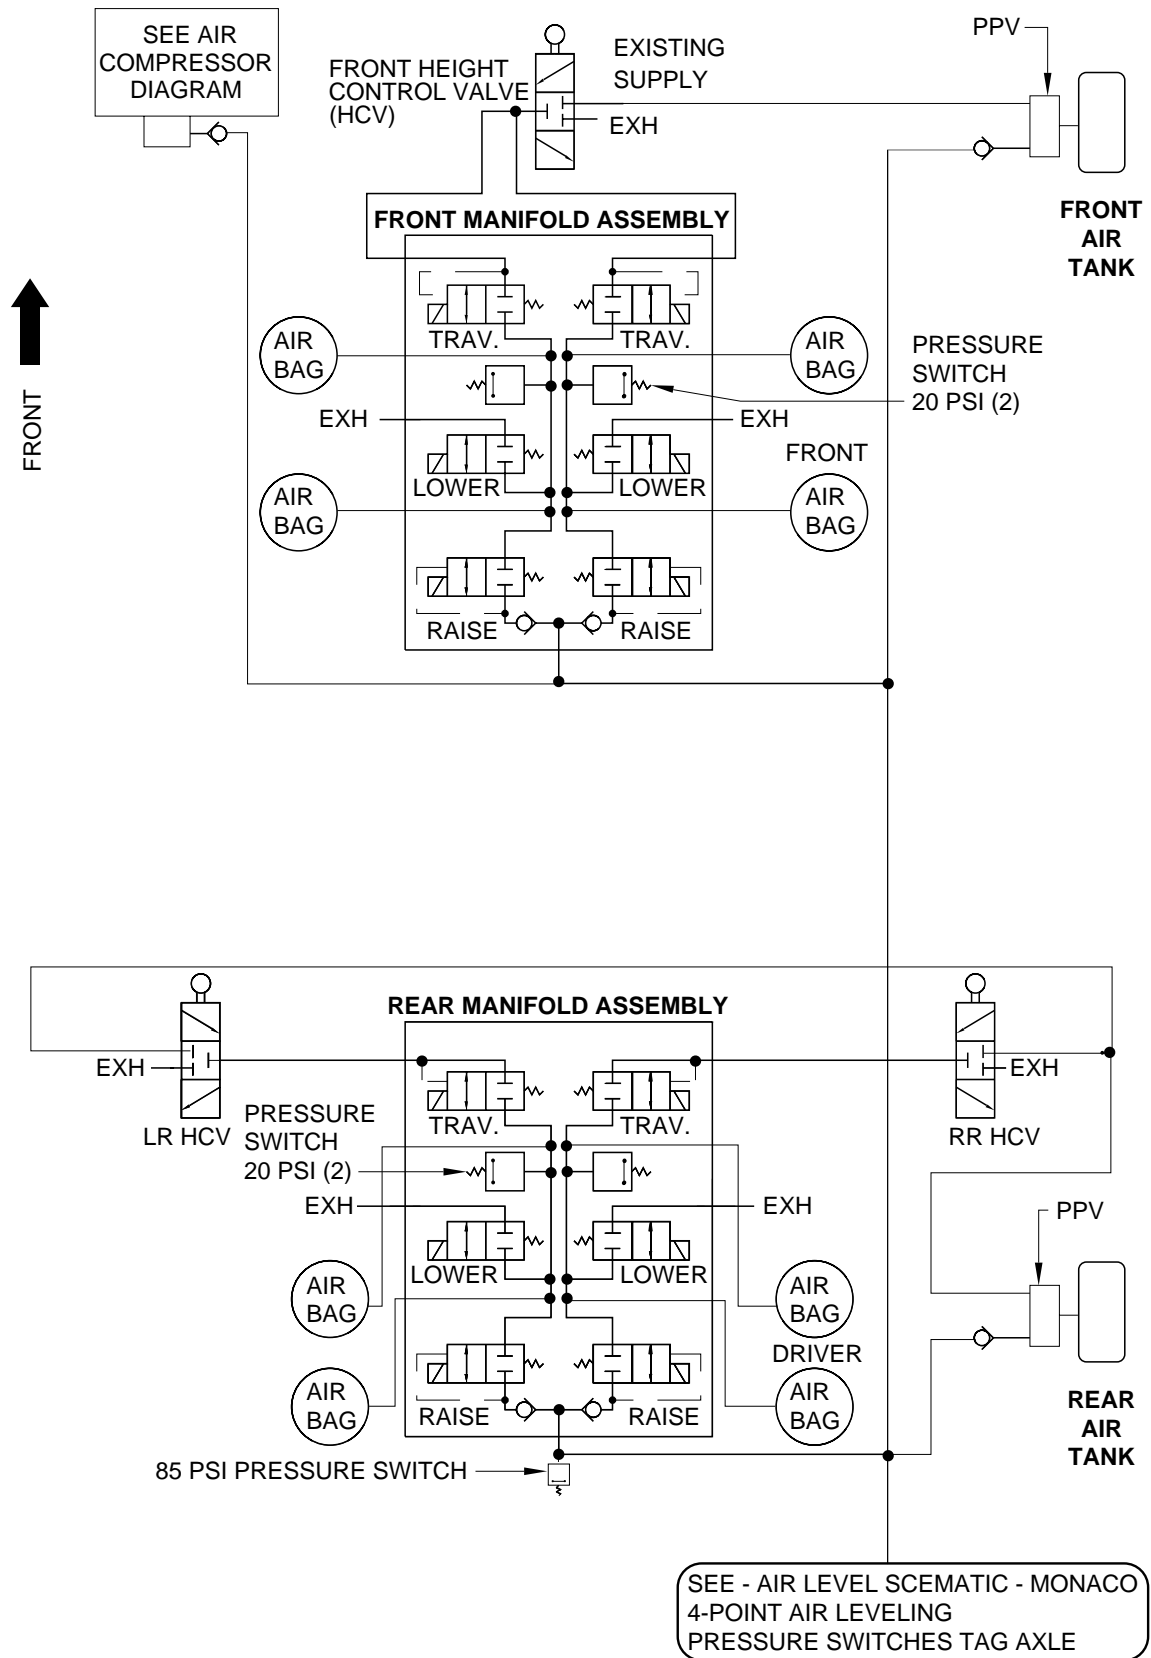 SEE AIR
COMPRESSOR
DIAGRAM
FRONT HEIGHT
CONTROL VALVE
(HCV)
EXISTING
SUPPLY
EXH
PPV
FRONT
AIR
TANK
FRONT MANIFOLD ASSEMBLY
FRONT
TRAV.
TRAV.
AIR
BAG
AIR
BAG
PRESSURE
SWITCH
20 PSI (2)
EXH
EXH
LOWER
LOWER
FRONT
AIR
BAG
AIR
BAG
RAISE
RAISE
REAR MANIFOLD ASSEMBLY
EXH
LR HCV
EXH
RR HCV
TRAV.
TRAV.
PRESSURE
SWITCH
20 PSI (2)
EXH
EXH
PPV
LOWER
LOWER
AIR
BAG
AIR
BAG
DRIVER
AIR
BAG
AIR
BAG
RAISE
RAISE
REAR
AIR
TANK
85 PSI PRESSURE SWITCH
SEE - AIR LEVEL SCEMATIC - MONACO
4-POINT AIR LEVELING
PRESSURE SWITCHES TAG AXLE